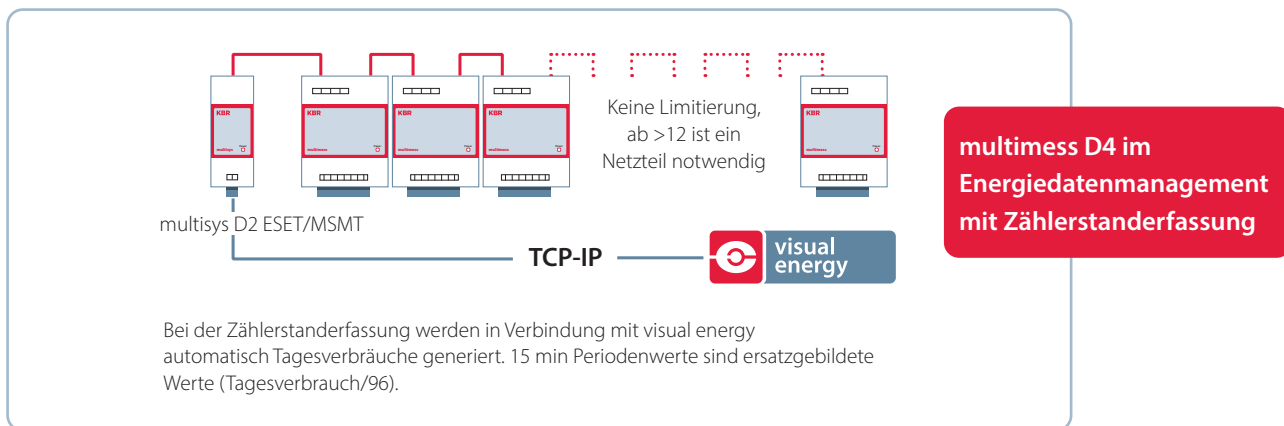 KBR
KBR
KBR
KBR
KBR
multisys
multimess
multimess
multimess
multimess
Keine Limitierung,
ab >12 ist ein
Netzteil notwendig
multimess D4 im
Energiedatenmanagement
mit Zählerstanderfassung
multisys D2 ESET/MSMT
TCP-IP
visual
energy
Bei der Zählerstanderfassung werden in Verbindung mit visual energy
automatisch Tagesverbräuche generiert. 15 min Periodenwerte sind ersatzgebildete
Werte (Tagesverbrauch/96).